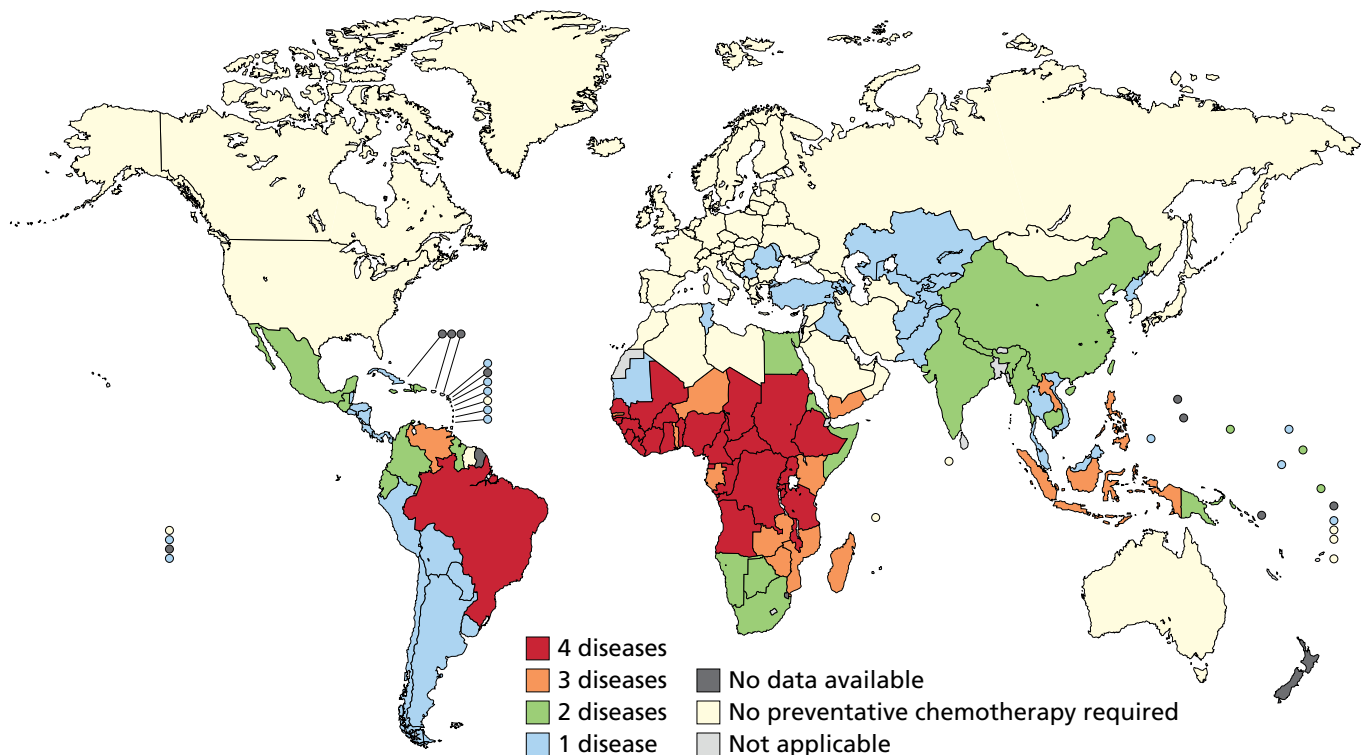 4 diseases
3 diseases
2 diseases
1 disease
No data available
No preventative chemotherapy required
Not applicable